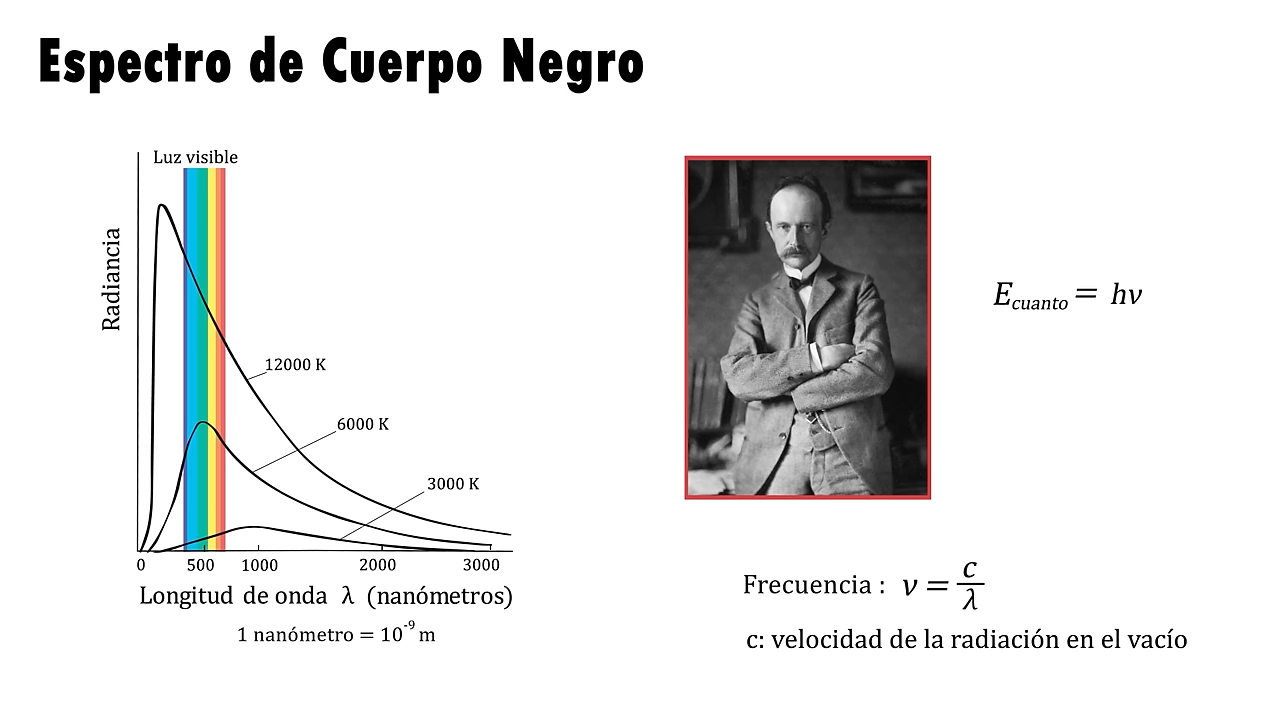 Espectro de Cuerpo Negro
Luz visible
Radiancia
12000 K
6000 K
3000 K
0 500 1000 2000 3000
Longitud de onda λ (nanómetros)
1 nanómetro = 10⁻⁹ m
E_cuanto = hν
Frecuencia : ν = c/λ
c: velocidad de la radiación en el vacío